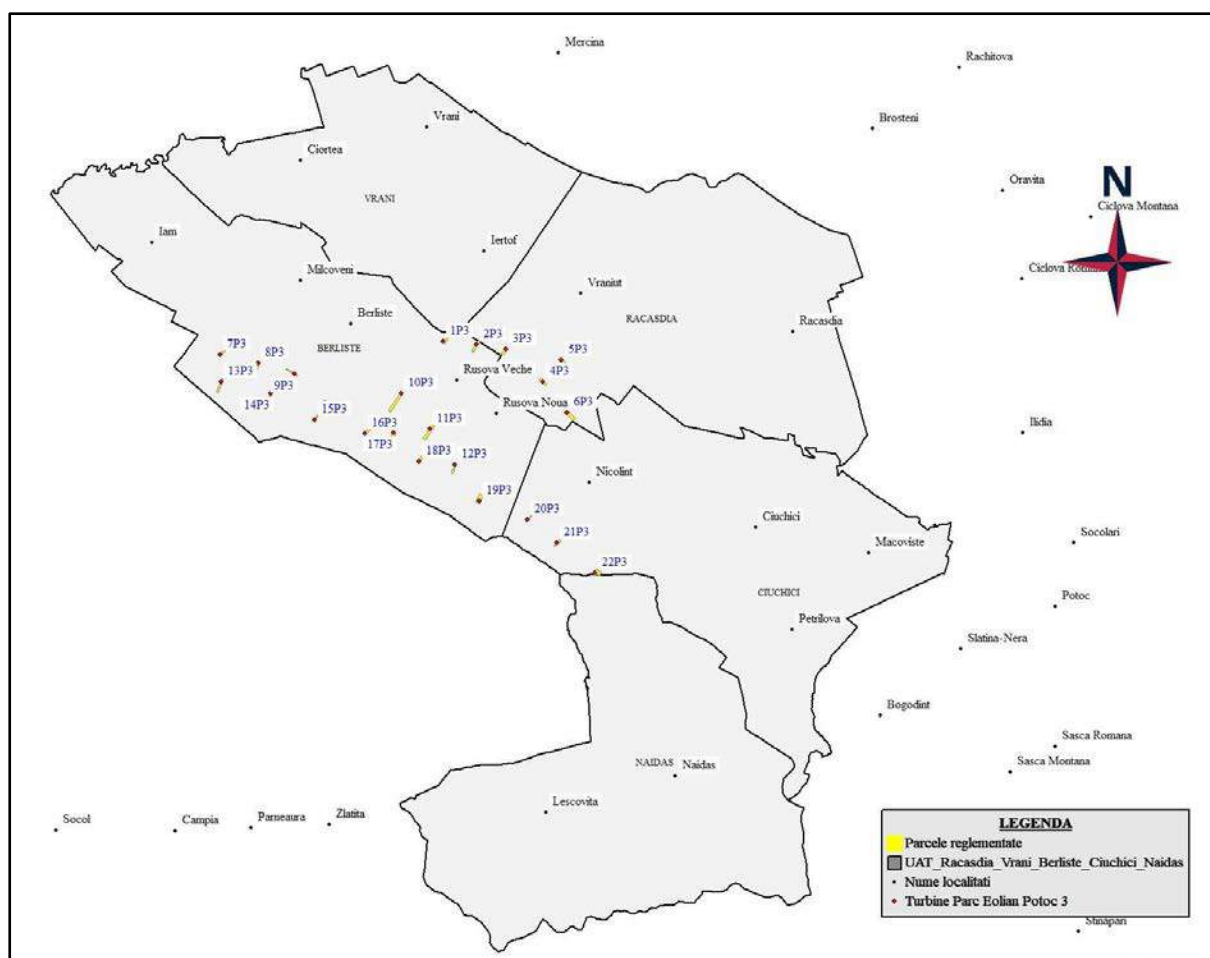 Mercina
Rachitova
Vrani
Brosteni
Ciortea
N
Oravita
VRANI
Ciclova Montana
Iam
Iertof
Milcoveni
Vraniut
Berliste
RACASDIA
Racasdia
1P3
2P3
3P3
7P3
8P3
BERLISTE
5P3
13P3
9P3
Rusova Veche
4P3
14P3
10P3
15P3
Rusova Noua
6P3
16P3
11P3
17P3
Ilidia
18P3
12P3
Nicolint
19P3
20P3
Ciuchici
21P3
Macoviste
Socolari
22P3
CIUCHICI
Potoc
Petrilova
Slatina-Nera
Bogodint
Sasca Romana
NAIDAS
Naidas
Sasca Montana
Lescovita
Socol
Campia
Parneaura
Zlatita
LEGENDA
Parcele reglementate
UAT_Racasdia_Vrani_Berliste_Ciuchici_Naidas
Nume localitati
Turbine Parc Eolian Potoc 3